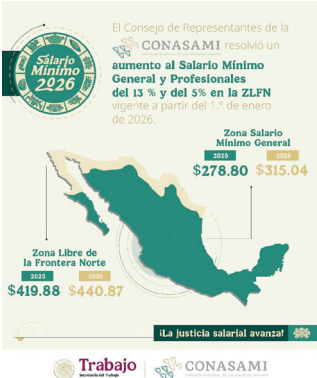 Salario
Mínimo
2026
El Consejo de Representantes de la
CONASAMI resolvió un
aumento al Salario Mínimo
General y Profesionales
del 13 % y del 5% en la ZLFN
vigente a partir del 1.º de enero
de 2026.
Zona Salario
Mínimo General
2025 2026
$278.80 $315.04
Zona Libre de
la Frontera Norte
2025 2026
$419.88 $440.87
¡La justicia salarial avanza!
Trabajo
Secretaría del Trabajo
CONASAMI